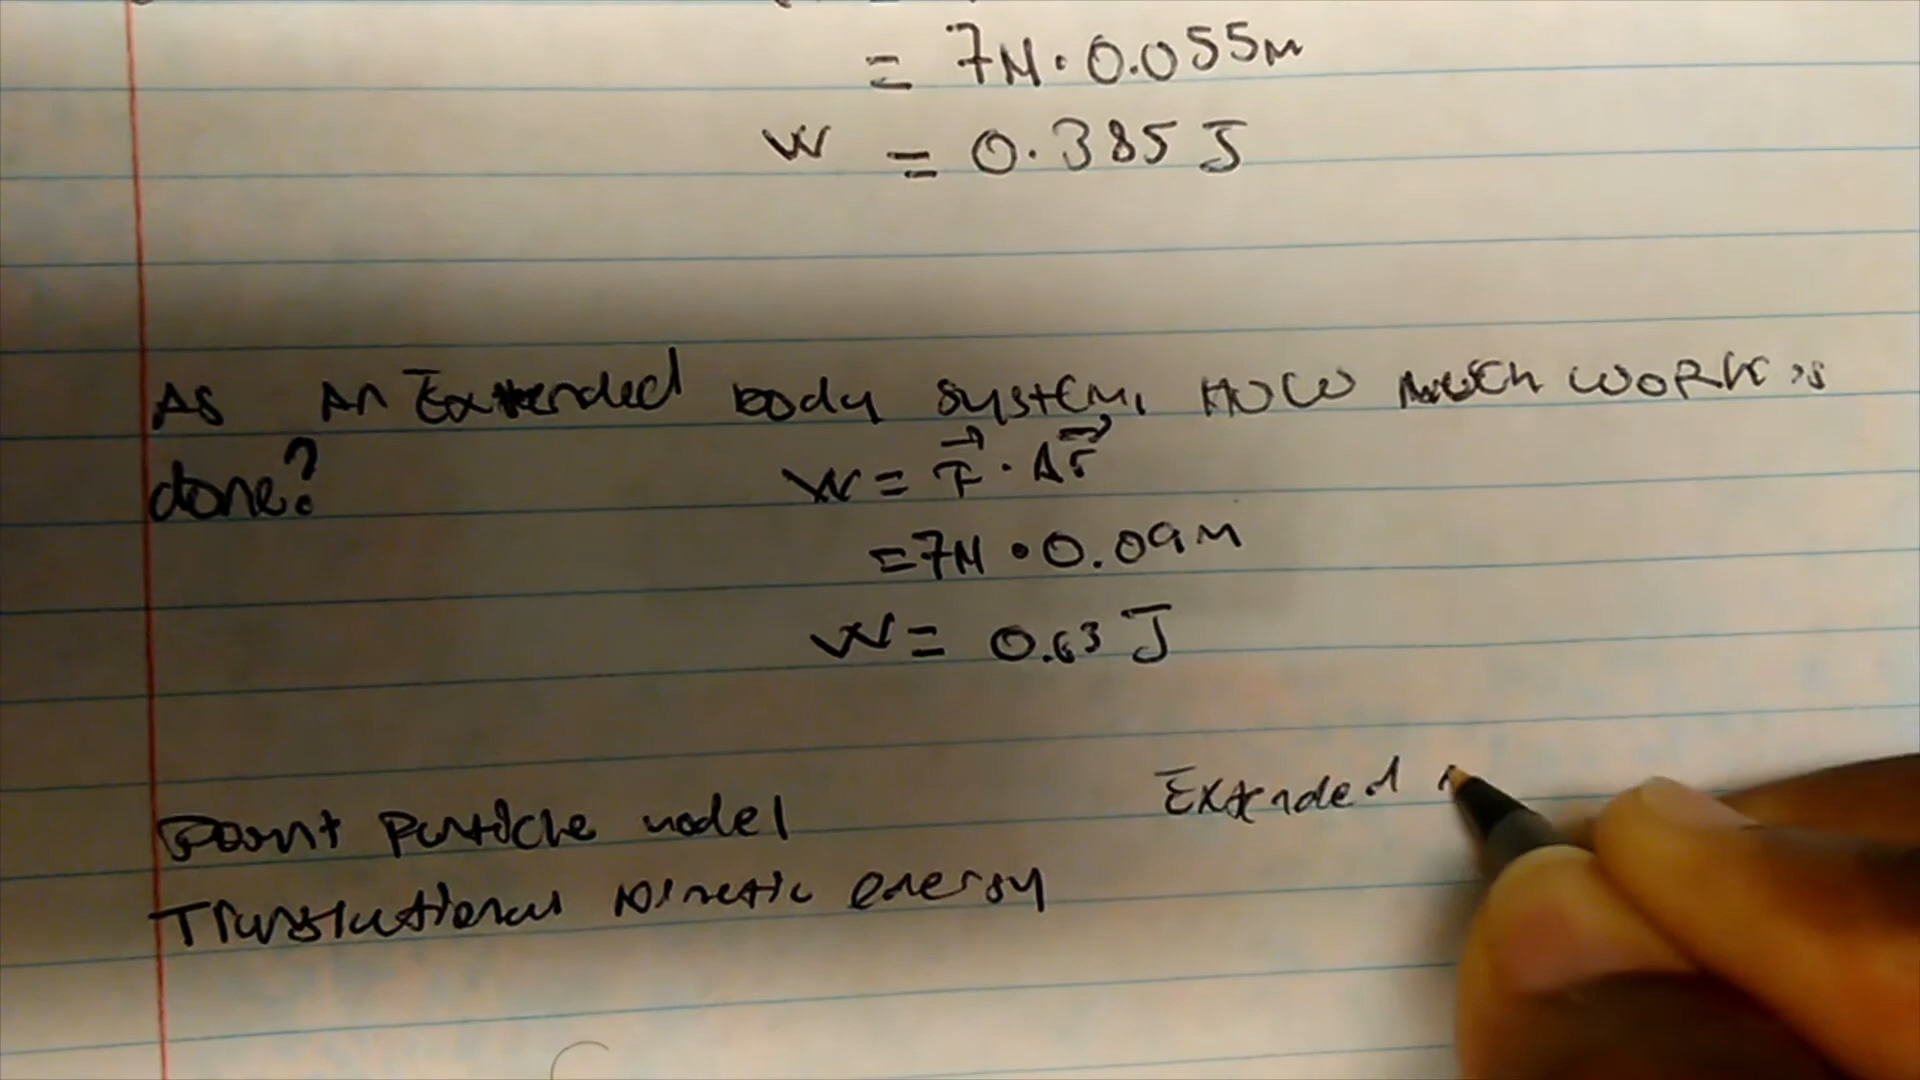 = 7N · 0.055m
W = 0.385 J
As An Extended body system, How much work is
done?
W = F⃗ · Δr⃗
= 7N · 0.09m
W = 0.63 J
Extended
Point Particle model
Translational kinetic energy